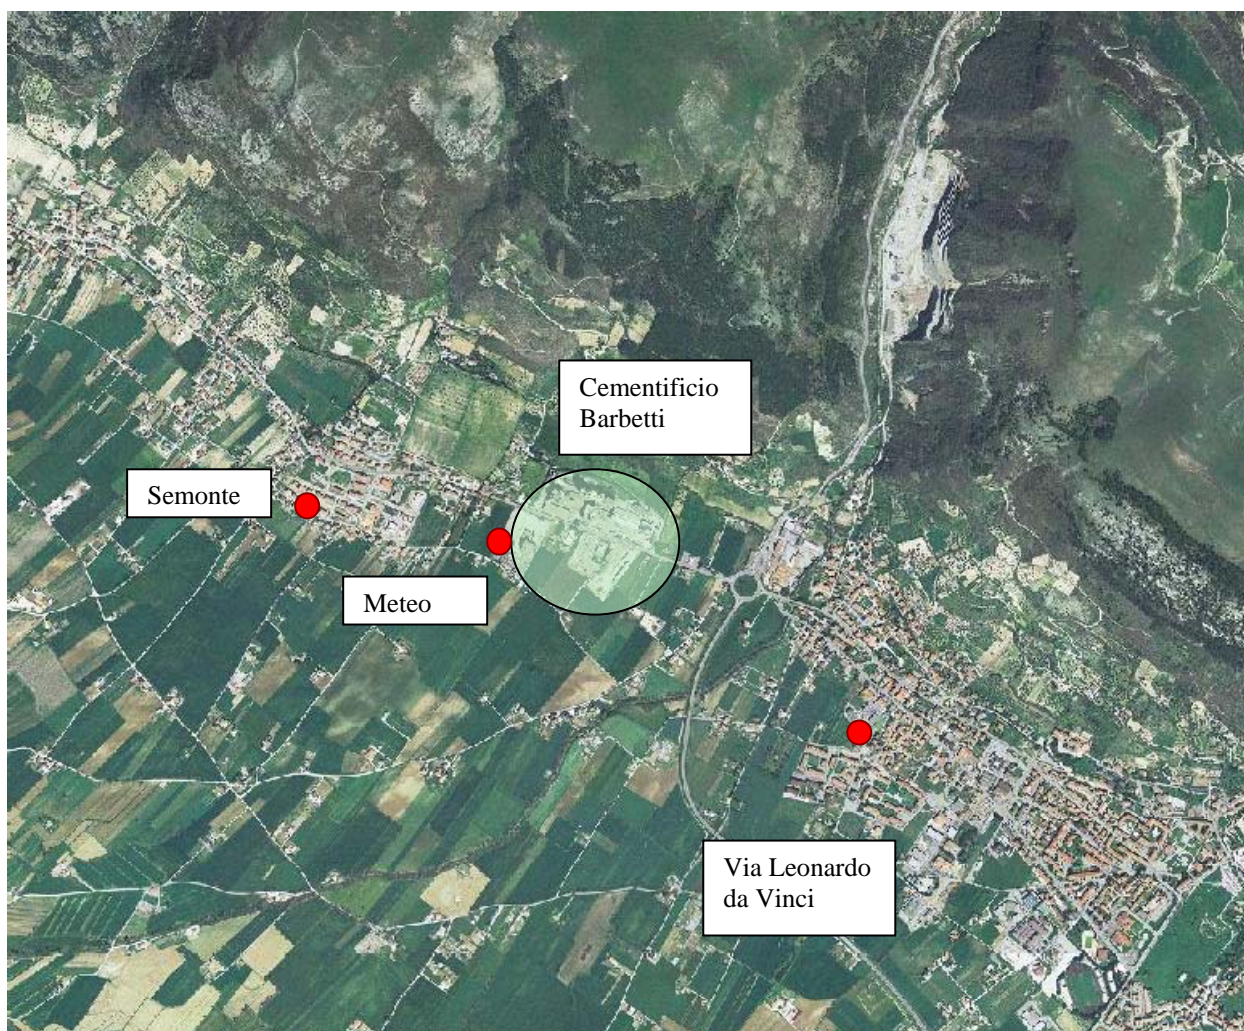 Cementificio
Barbetti
Semonte
Meteo
Via Leonardo
da Vinci